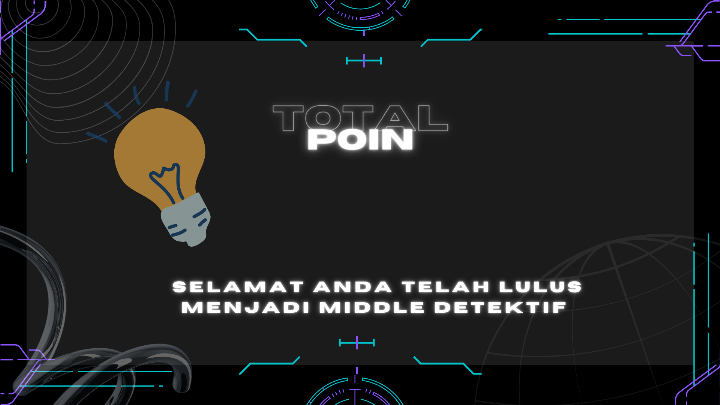 TOTAL
POIN
SELAMAT ANDA TELAH LULUS
MENJADI MIDDLE DETEKTIF